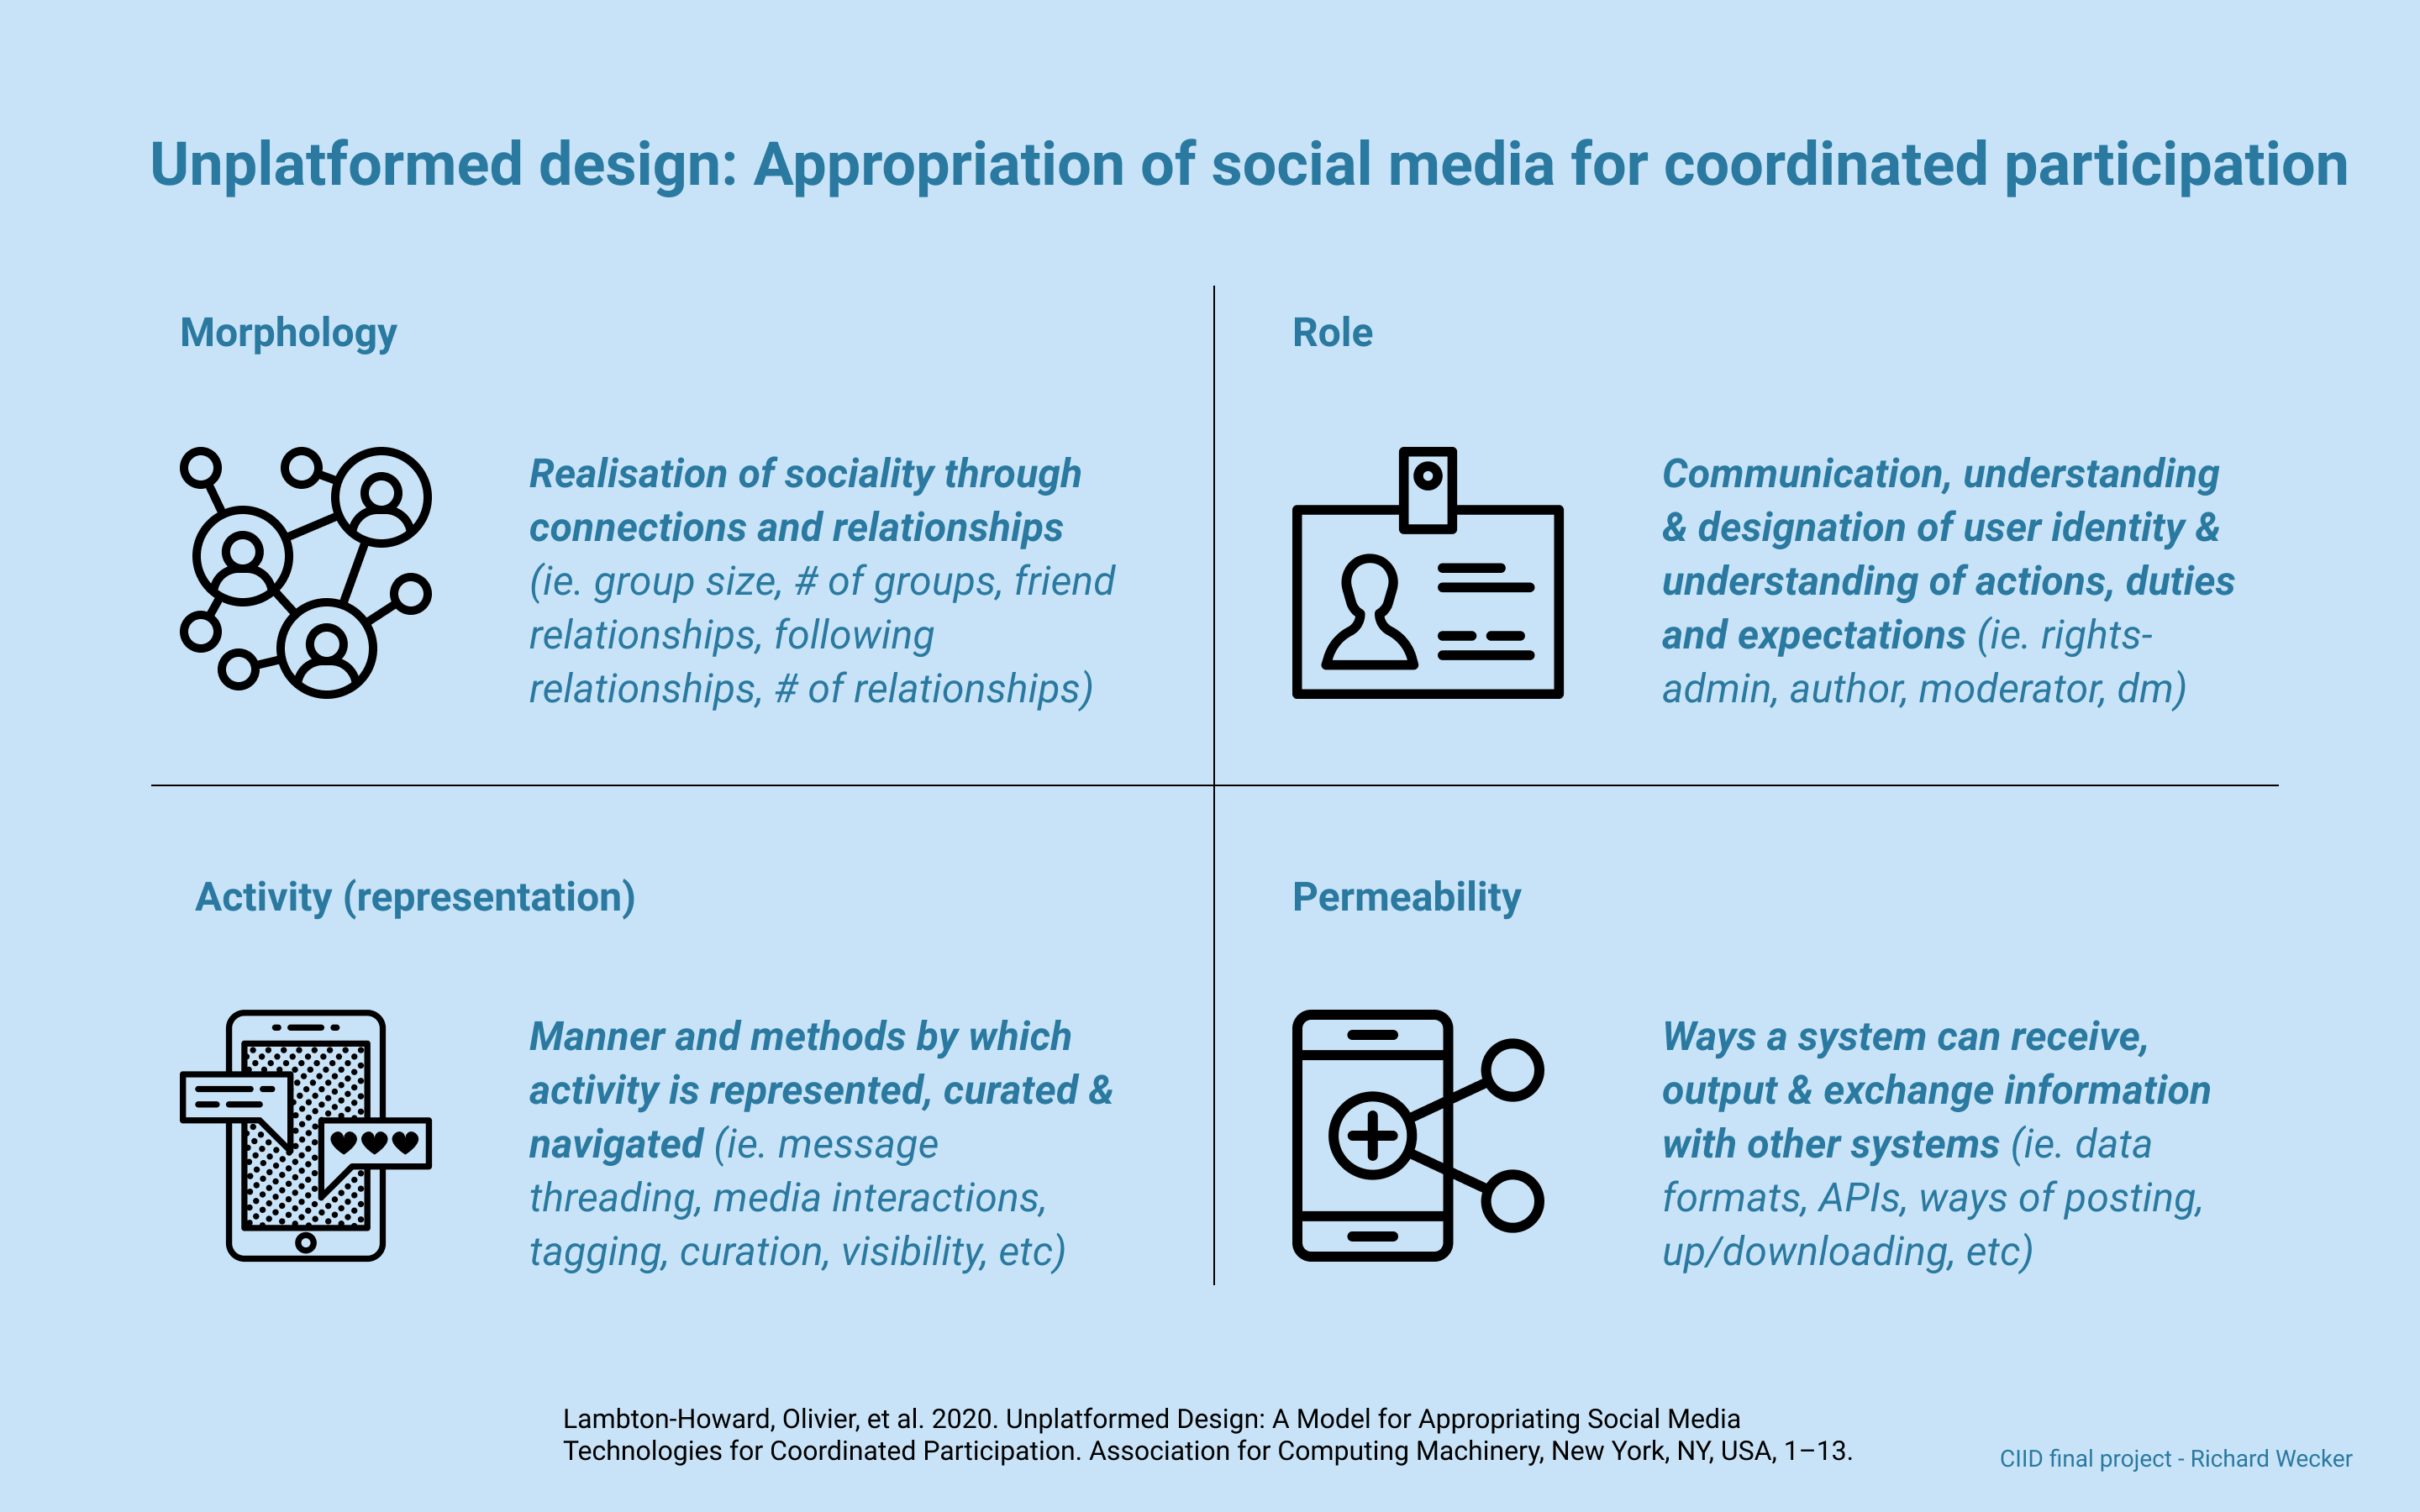 Unplatformed design: Appropriation of social media for coordinated participation
Morphology
Realisation of sociality through
connections and relationships
(ie. group size, # of groups, friend
relationships, following
relationships, # of relationships)
Role
Communication, understanding
& designation of user identity &
understanding of actions, duties
and expectations (ie. rights-
admin, author, moderator, dm)
Activity (representation)
Manner and methods by which
activity is represented, curated &
navigated (ie. message
threading, media interactions,
tagging, curation, visibility, etc)
Permeability
Ways a system can receive,
output & exchange information
with other systems (ie. data
formats, APIs, ways of posting,
up/downloading, etc)
Lambton-Howard, Olivier, et al. 2020. Unplatformed Design: A Model for Appropriating Social Media
Technologies for Coordinated Participation. Association for Computing Machinery, New York, NY, USA, 1–13.
CIID final project - Richard Wecker